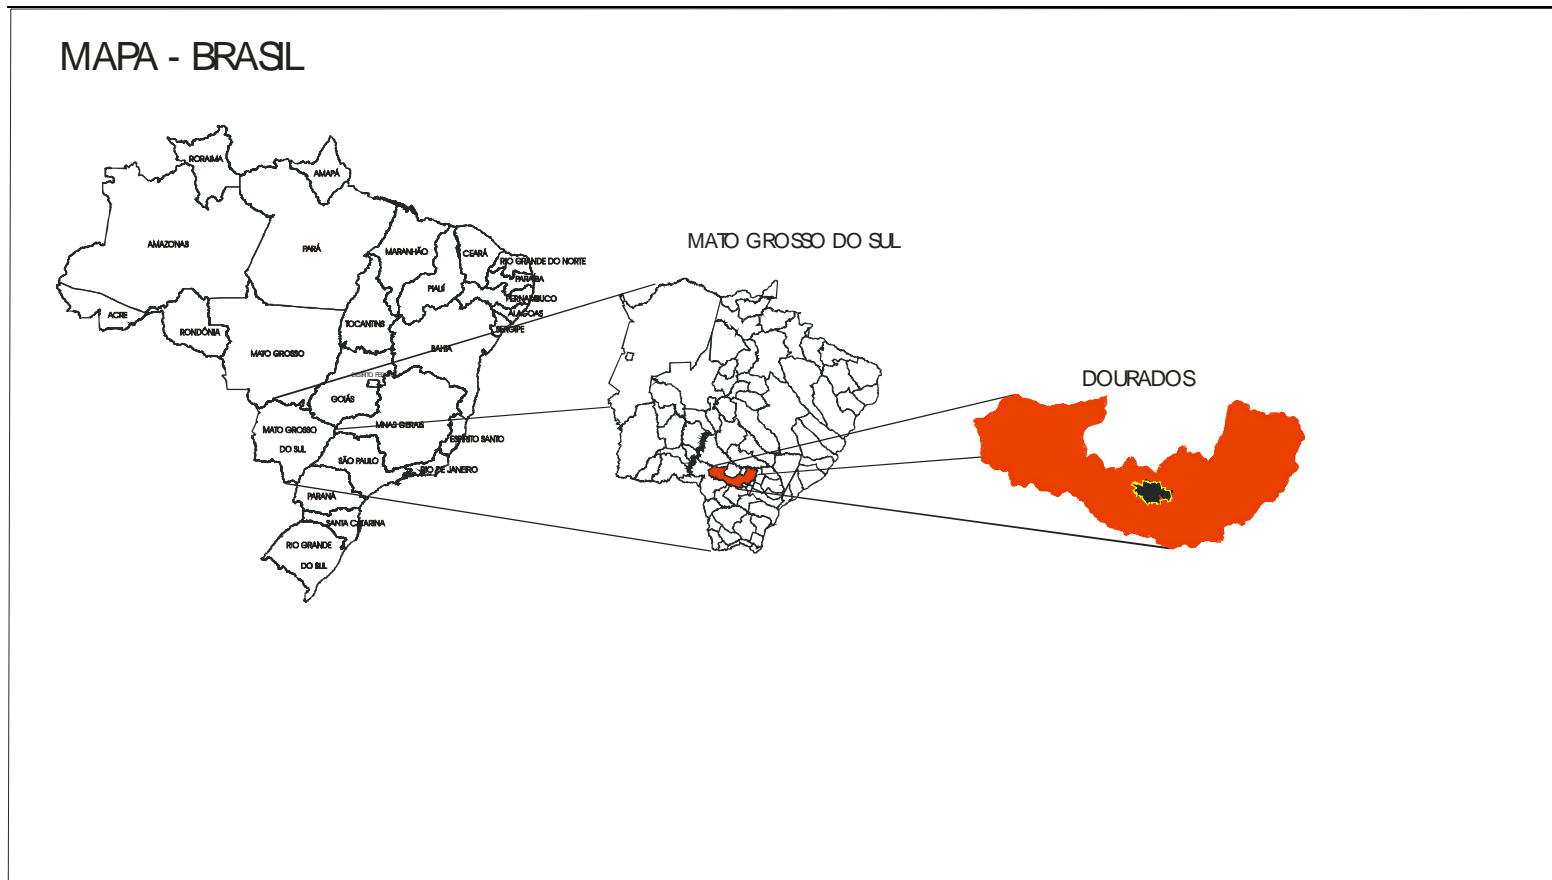 MAPA - BRASIL
RORAIMA
AMAPÁ
AMAZONAS
PARÁ
MARANHÃO
CEARÁ
RIO GRANDE DO NORTE
PARAÍBA
PIAUÍ
PERNAMBUCO
ALAGOAS
SERGIPE
ACRE
RONDÔNIA
TOCANTINS
MATO GROSSO
BAHIA
GOIÁS
MINAS GERAIS
MATO GROSSO
DO SUL
ESPÍRITO SANTO
SÃO PAULO
RIO DE JANEIRO
PARANÁ
SANTA CATARINA
RIO GRANDE
DO SUL
MATO GROSSO DO SUL
DOURADOS